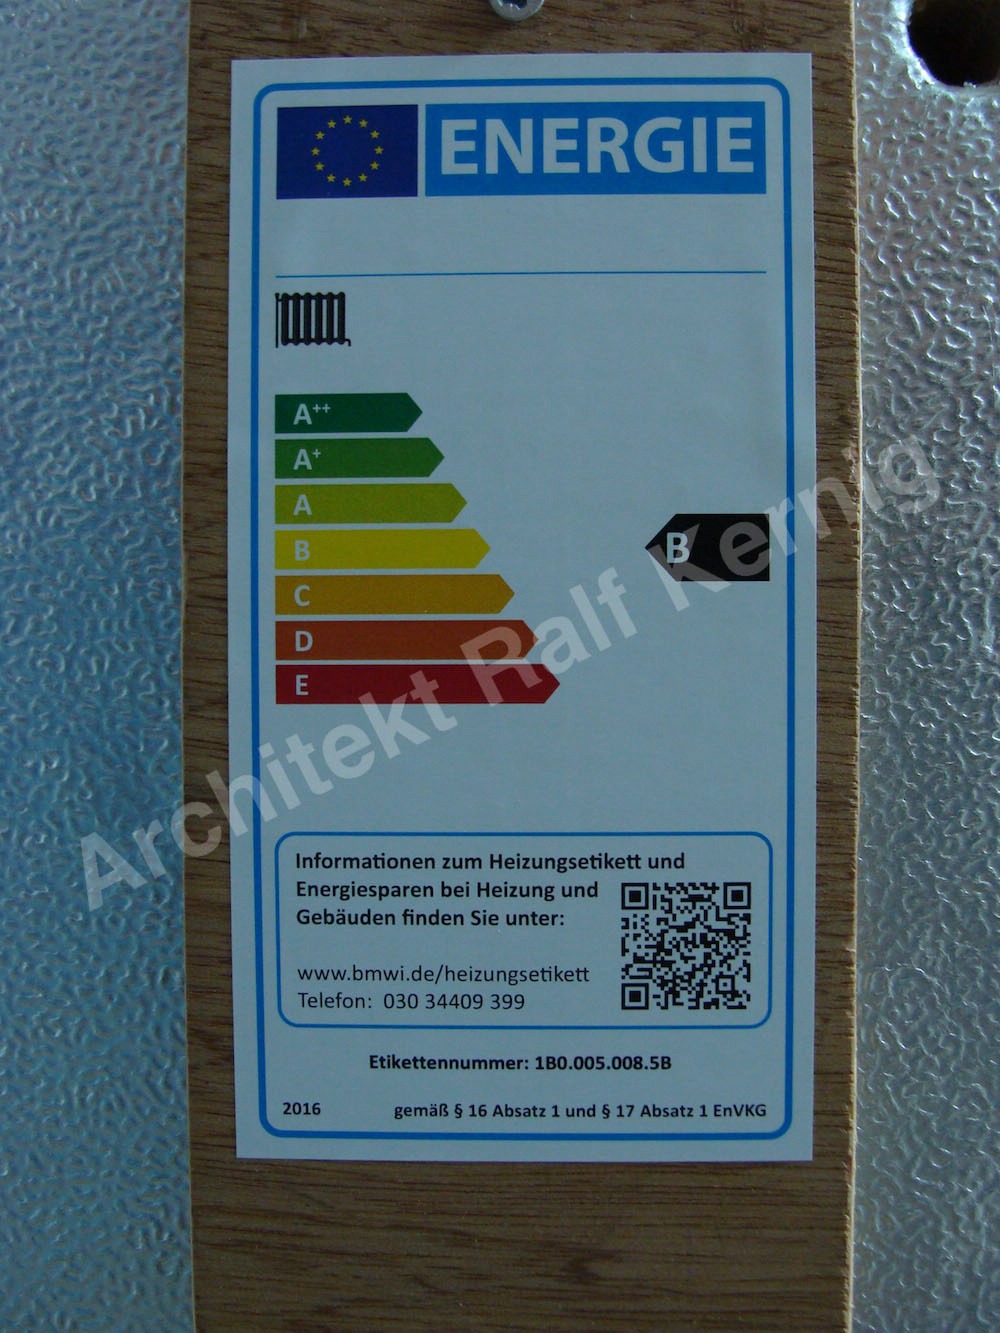 ENERGIE
A++
A+
A
B
B
C
D
E
Architekt Ralf Kernig
Informationen zum Heizungsetikett und
Energiesparen bei Heizung und
Gebäuden finden Sie unter:
www.bmwi.de/heizungsetikett
Telefon: 030 34409 399
Etikettennummer: 1B0.005.008.5B
2016 gemäß § 16 Absatz 1 und § 17 Absatz 1 EnVKG